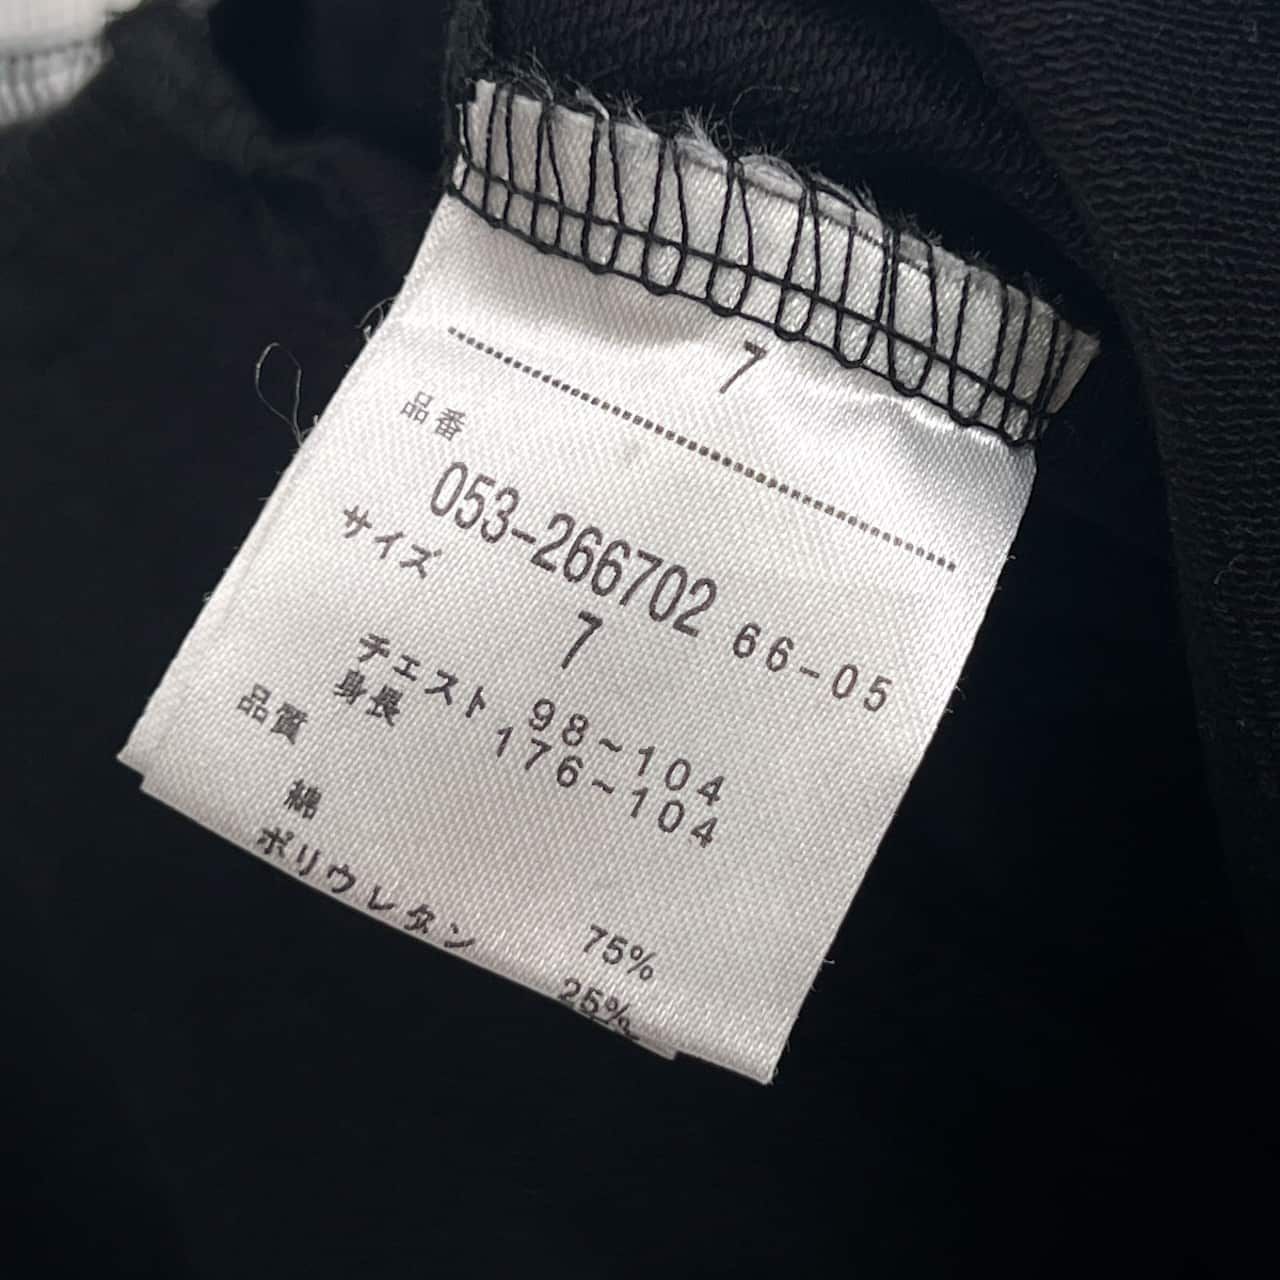 7
品番
053-266702 66-05
サイズ
7
チェスト 98~104
身長 176~104
品質
綿 75%
ポリウレタン 25%